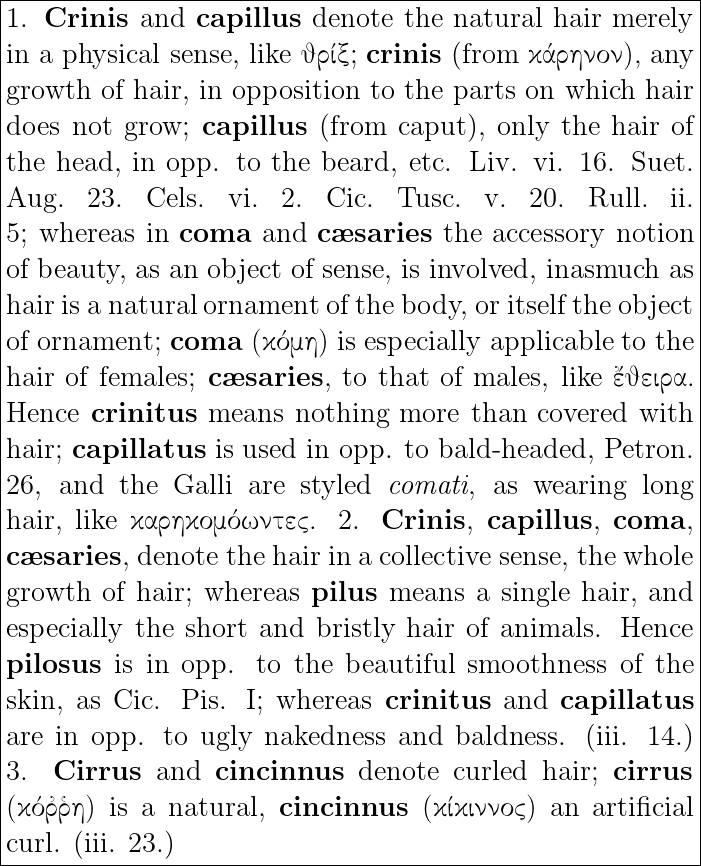 1. Crinis and capillus denote the natural hair merely
in a physical sense, like ϑρίξ; crinis (from κάρηνον), any
growth of hair, in opposition to the parts on which hair
does not grow; capillus (from caput), only the hair of
the head, in opp. to the beard, etc. Liv. vi. 16. Suet.
Aug. 23. Cels. vi. 2. Cic. Tusc. v. 20. Rull. ii.
5; whereas in coma and cæsaries the accessory notion
of beauty, as an object of sense, is involved, inasmuch as
hair is a natural ornament of the body, or itself the object
of ornament; coma (κόμη) is especially applicable to the
hair of females; cæsaries, to that of males, like ἔϑειρα.
Hence crinitus means nothing more than covered with
hair; capillatus is used in opp. to bald-headed, Petron.
26, and the Galli are styled comati, as wearing long
hair, like καρηκομόωντες. 2. Crinis, capillus, coma,
cæsaries, denote the hair in a collective sense, the whole
growth of hair; whereas pilus means a single hair, and
especially the short and bristly hair of animals. Hence
pilosus is in opp. to the beautiful smoothness of the
skin, as Cic. Pis. I; whereas crinitus and capillatus
are in opp. to ugly nakedness and baldness. (iii. 14.)
3. Cirrus and cincinnus denote curled hair; cirrus
(κόῤῥη) is a natural, cincinnus (κίκιννος) an artificial
curl. (iii. 23.)